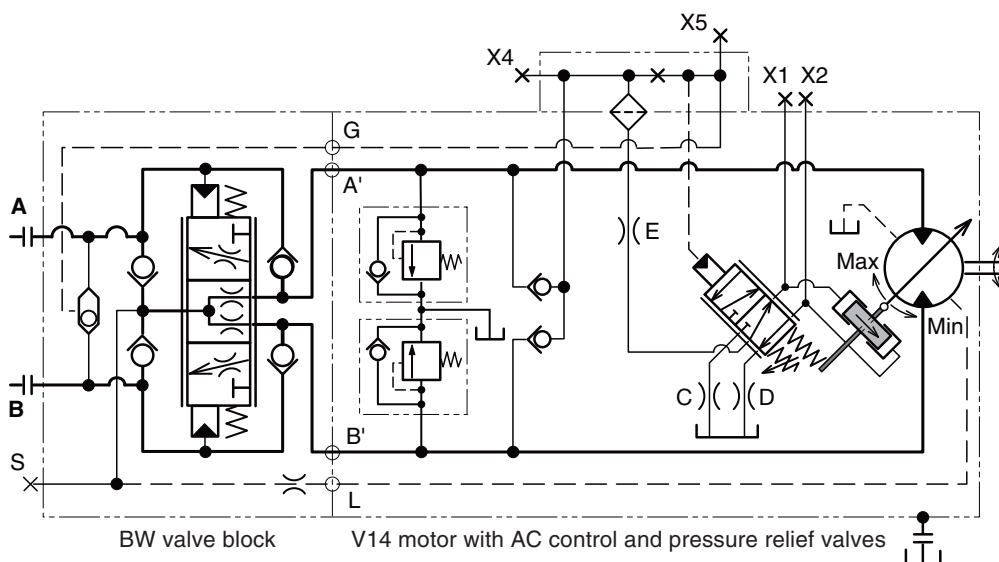 X5
X4
X1 X2
G
A'
A
E
Max
Min
B
C
D
B'
S
L
BW valve block
V14 motor with AC control and pressure relief valves